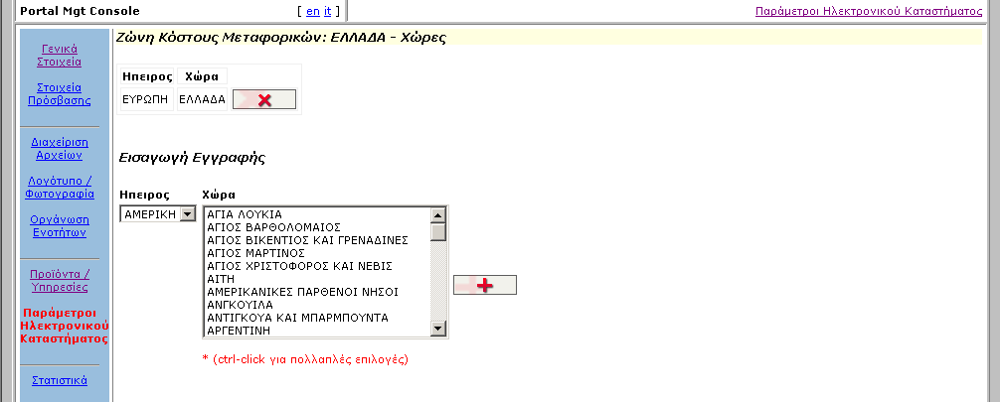 Portal Mgt Console
[ en it ]
Παράμετροι Ηλεκτρονικού Καταστήματος
Γενικά
Στοιχεία
Στοιχεία
Πρόσβασης
Διαχείριση
Αρχείων
Λογότυπο /
Φωτογραφία
Οργάνωση
Ενοτήτων
Προϊόντα /
Υπηρεσίες
Παράμετροι
Ηλεκτρονικού
Καταστήματος
Στατιστικά
Ζώνη Κόστους Μεταφορικών: ΕΛΛΑΔΑ - Χώρες
Ηπειρος Χώρα
ΕΥΡΩΠΗ ΕΛΛΑΔΑ
Εισαγωγή Εγγραφής
Ηπειρος Χώρα
ΑΜΕΡΙΚΗ
ΑΓΙΑ ΛΟΥΚΙΑ
ΑΓΙΟΣ ΒΑΡΘΟΛΟΜΑΙΟΣ
ΑΓΙΟΣ ΒΙΚΕΝΤΙΟΣ ΚΑΙ ΓΡΕΝΑΔΙΝΕΣ
ΑΓΙΟΣ ΜΑΡΤΙΝΟΣ
ΑΓΙΟΣ ΧΡΙΣΤΟΦΟΡΟΣ ΚΑΙ ΝΕΒΙΣ
ΑΙΤΗ
ΑΜΕΡΙΚΑΝΙΚΕΣ ΠΑΡΘΕΝΟΙ ΝΗΣΟΙ
ΑΝΓΚΟΥΙΛΑ
ΑΝΤΙΓΚΟΥΑ ΚΑΙ ΜΠΑΡΜΠΟΥΝΤΑ
ΑΡΓΕΝΤΙΝΗ
* (ctrl-click για πολλαπλές επιλογές)